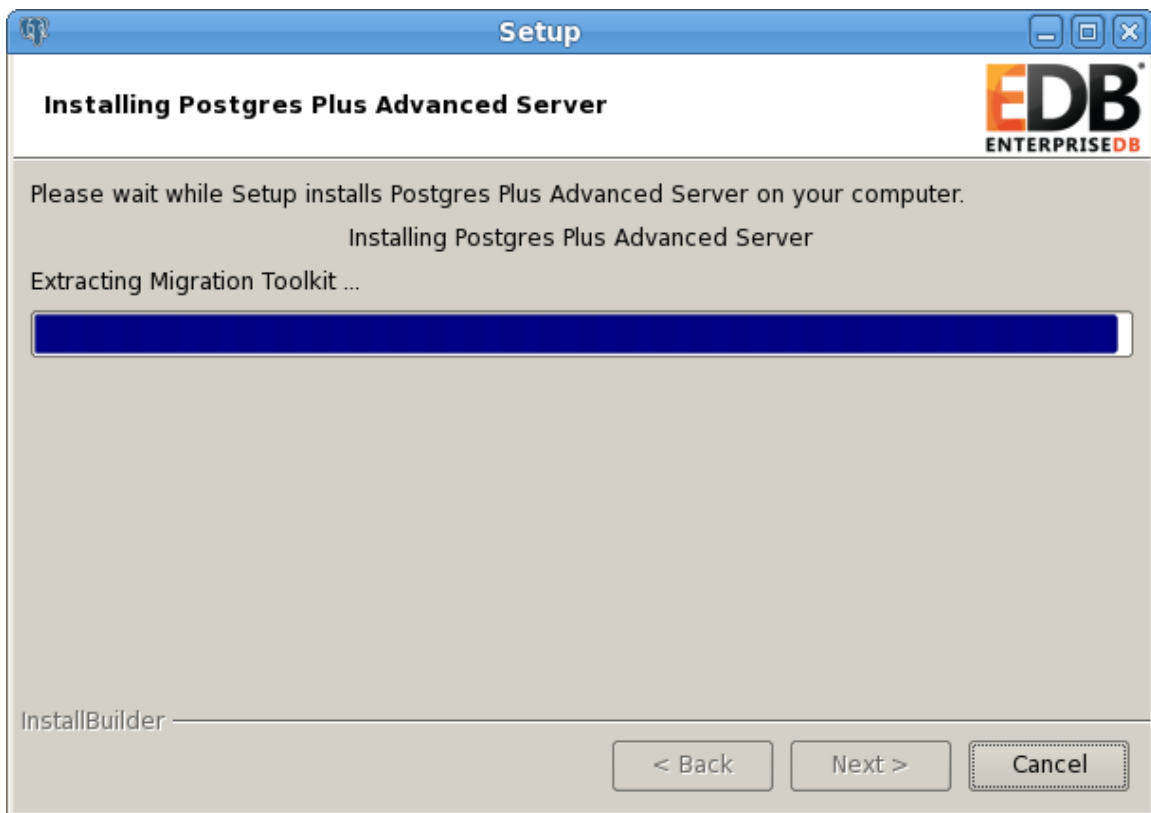 Setup
Installing Postgres Plus Advanced Server
EDB
ENTERPRISEDB
Please wait while Setup installs Postgres Plus Advanced Server on your computer.
Installing Postgres Plus Advanced Server
Extracting Migration Toolkit ...
InstallBuilder
< Back
Next >
Cancel